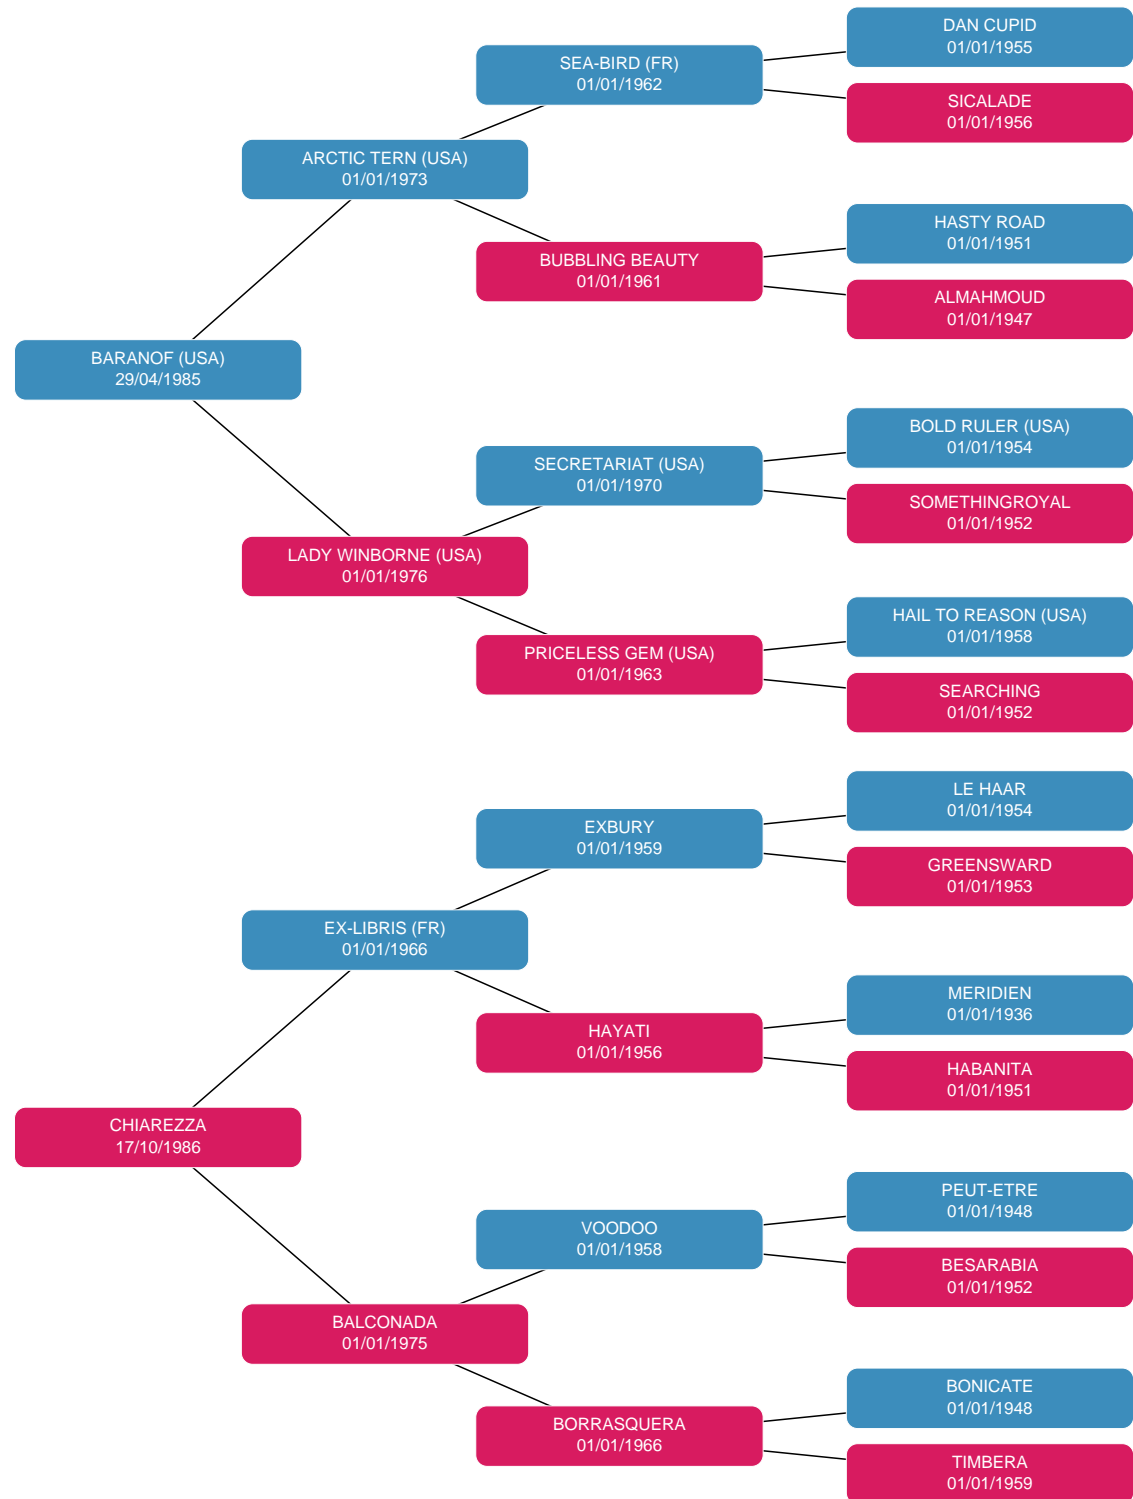 DAN CUPID
01/01/1955
SEA-BIRD (FR)
01/01/1962
SICALADE
01/01/1956
ARCTIC TERN (USA)
01/01/1973
HASTY ROAD
01/01/1951
BUBBLING BEAUTY
01/01/1961
ALMAHMOUD
01/01/1947
BARANOF (USA)
29/04/1985
BOLD RULER (USA)
01/01/1954
SECRETARIAT (USA)
01/01/1970
SOMETHINGROYAL
01/01/1952
LADY WINBORNE (USA)
01/01/1976
HAIL TO REASON (USA)
01/01/1958
PRICELESS GEM (USA)
01/01/1963
SEARCHING
01/01/1952
LE HAAR
01/01/1954
EXBURY
01/01/1959
GREENSWARD
01/01/1953
EX-LIBRIS (FR)
01/01/1966
MERIDIEN
01/01/1936
HAYATI
01/01/1956
HABANITA
01/01/1951
CHIAREZZA
17/10/1986
PEUT-ETRE
01/01/1948
VOODOO
01/01/1958
BESARABIA
01/01/1952
BALCONADA
01/01/1975
BONICATE
01/01/1948
BORRASQUERA
01/01/1966
TIMBERA
01/01/1959